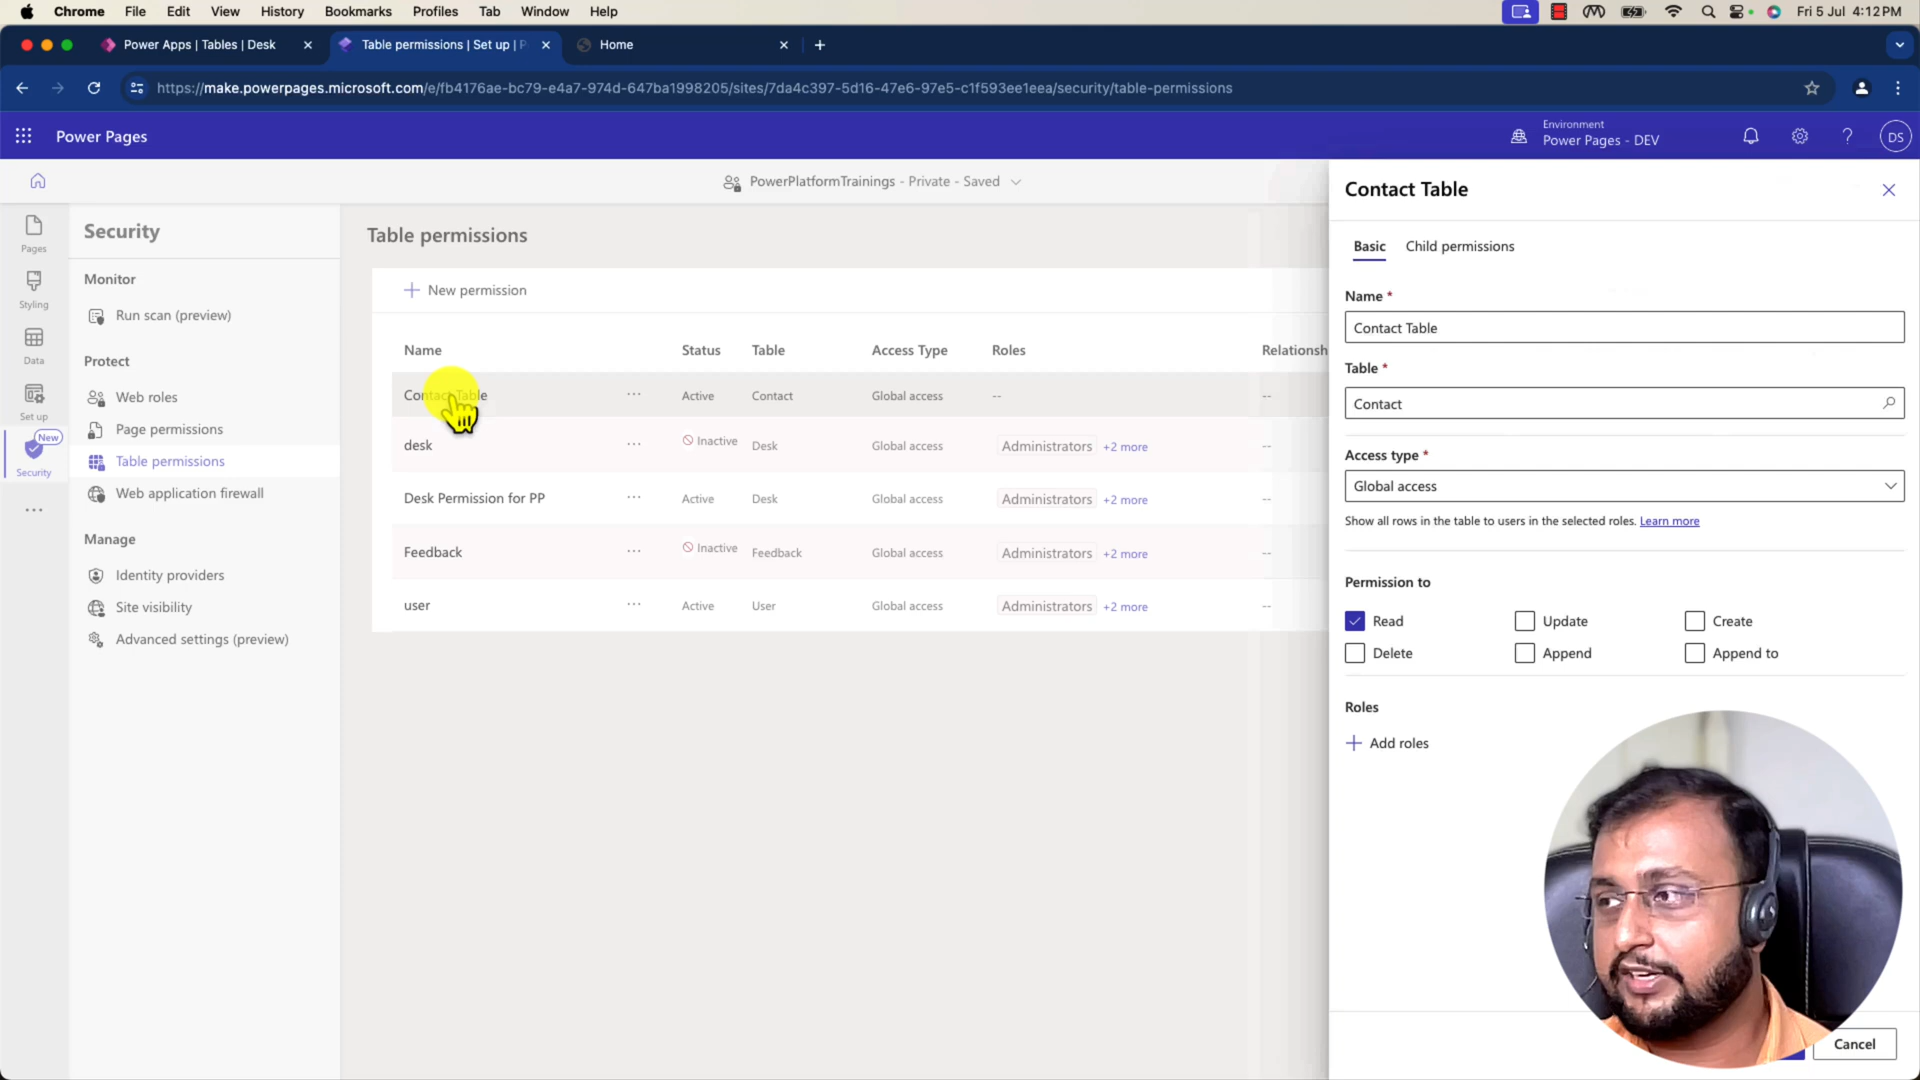 Chrome File Edit View History Bookmarks Profiles Tab Window Help Fri 5 Jul 4:12 PM
Power Apps | Tables | Desk Table permissions | Set up | P Home
https://make.powerpages.microsoft.com/e/fb4176ae-bc79-e4a7-974d-647ba1998205/sites/7da4c397-5d16-47e6-97e5-c1f593ee1eea/security/table-permissions
Power Pages Environment
Power Pages - DEV DS
PowerPlatformTrainings - Private - Saved
Pages
Styling
Data
Set up
New
Security
Security
Monitor
Run scan (preview)
Protect
Web roles
Page permissions
Table permissions
Web application firewall
Manage
Identity providers
Site visibility
Advanced settings (preview)
Table permissions
New permission
Name Status Table Access Type Roles Relationsh
Contact Table Active Contact Global access -- --
desk Inactive Desk Global access Administrators +2 more --
Desk Permission for PP Active Desk Global access Administrators +2 more --
Feedback Inactive Feedback Global access Administrators +2 more --
user Active User Global access Administrators +2 more --
Contact Table
Basic Child permissions
Name *
Contact Table
Table *
Contact
Access type *
Global access
Show all rows in the table to users in the selected roles. Learn more
Permission to
Read Update Create
Delete Append Append to
Roles
Add roles
Cancel